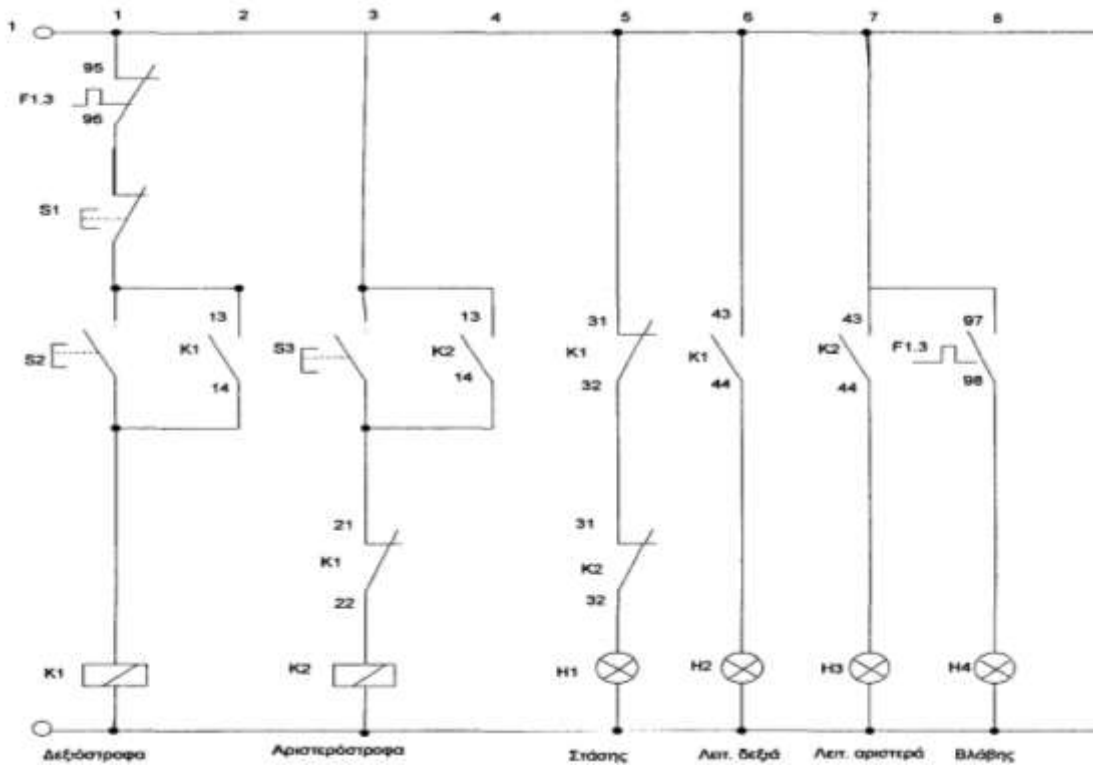 1 1 2 3 4 5 6 7 8
95
F1.3
96
S1
13 13 31 43 43 97
S2 K1 S3 K2 K1 K1 K2 F1.3
14 14 32 44 44 98
21 31
K1 K2
22 32
K1 K2 H1 H2 H3 H4
Δεξιόστροφα Αριστερόστροφα Στάσης Λειτ. δεξιά Λειτ. αριστερά Βλάβης